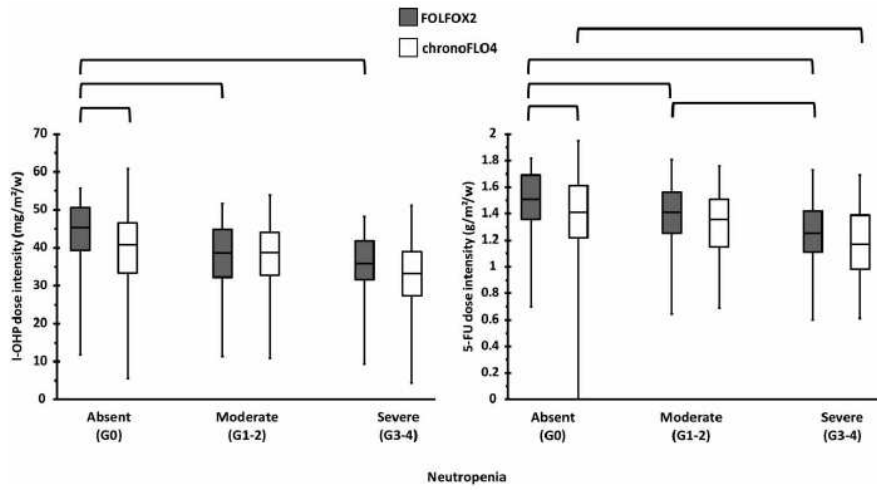 FOLFOX2
chronoFLO4
l-OHP dose intensity (mg/m²/w)
70
60
50
40
30
20
10
0
Absent
(G0)
Moderate
(G1-2)
Severe
(G3-4)
5-FU dose intensity (g/m²/w)
2
1.8
1.6
1.4
1.2
1
0.8
0.6
0.4
0.2
0
Absent
(G0)
Moderate
(G1-2)
Severe
(G3-4)
Neutropenia